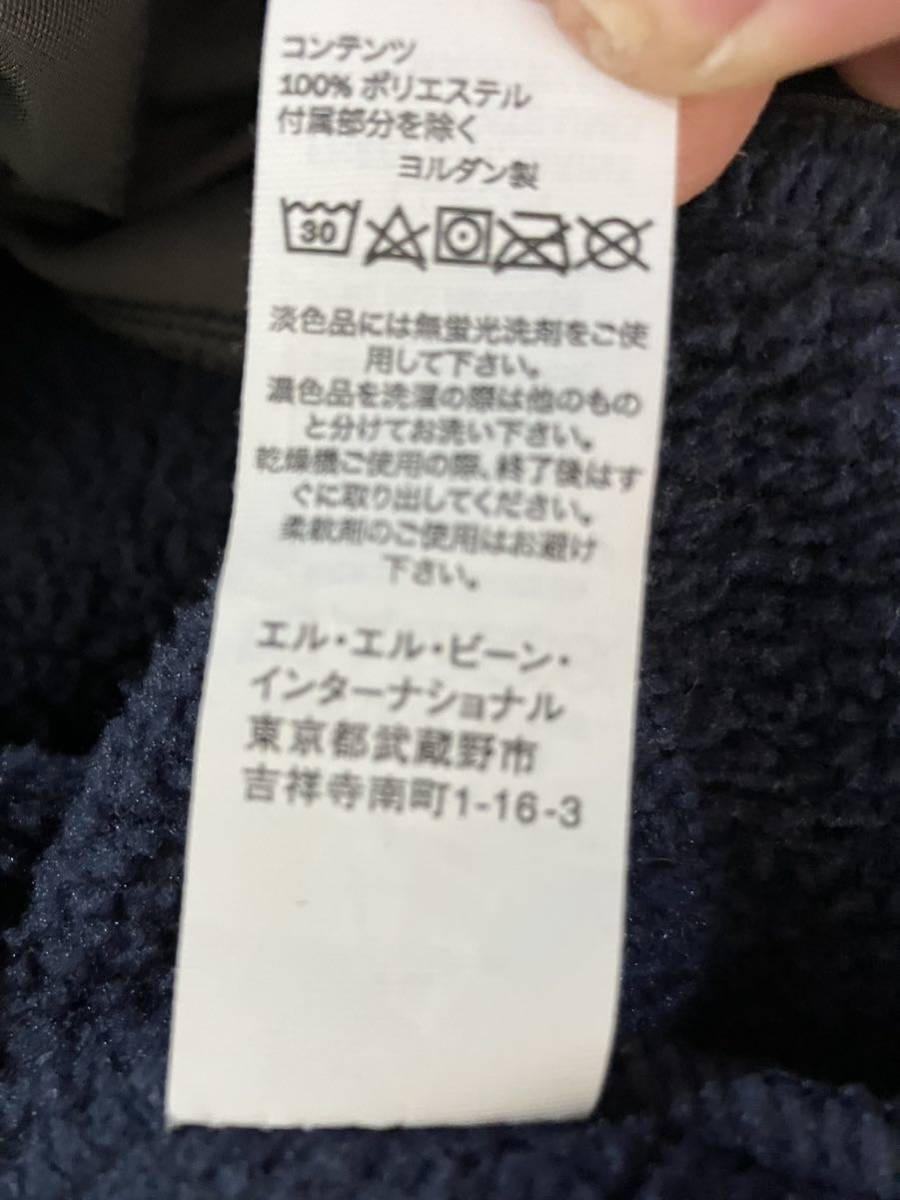 コンテンツ
100% ポリエステル
付属部分を除く
ヨルダン製
30
淡色品には無蛍光洗剤をご使
用して下さい。
濃色品を洗濯の際は他のもの
と分けてお洗い下さい。
乾燥機ご使用の際、終了後はす
ぐに取り出してください。
柔軟剤のご使用はお避け
下さい。
エル・エル・ビーン・
インターナショナル
東京都武蔵野市
吉祥寺南町1-16-3